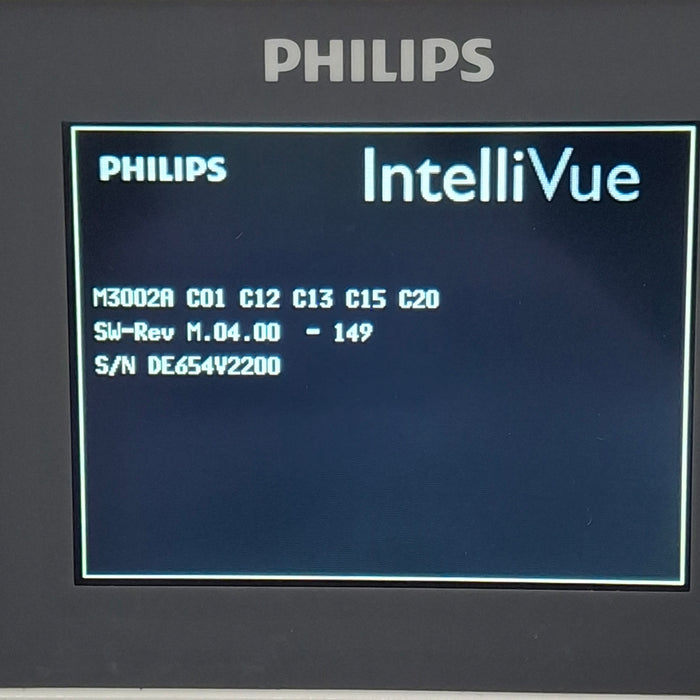 PHILIPS
PHILIPS IntelliVue
M3002A C01 C12 C13 C15 C20
SW-Rev M.04.00 - 149
S/N DE654V2200